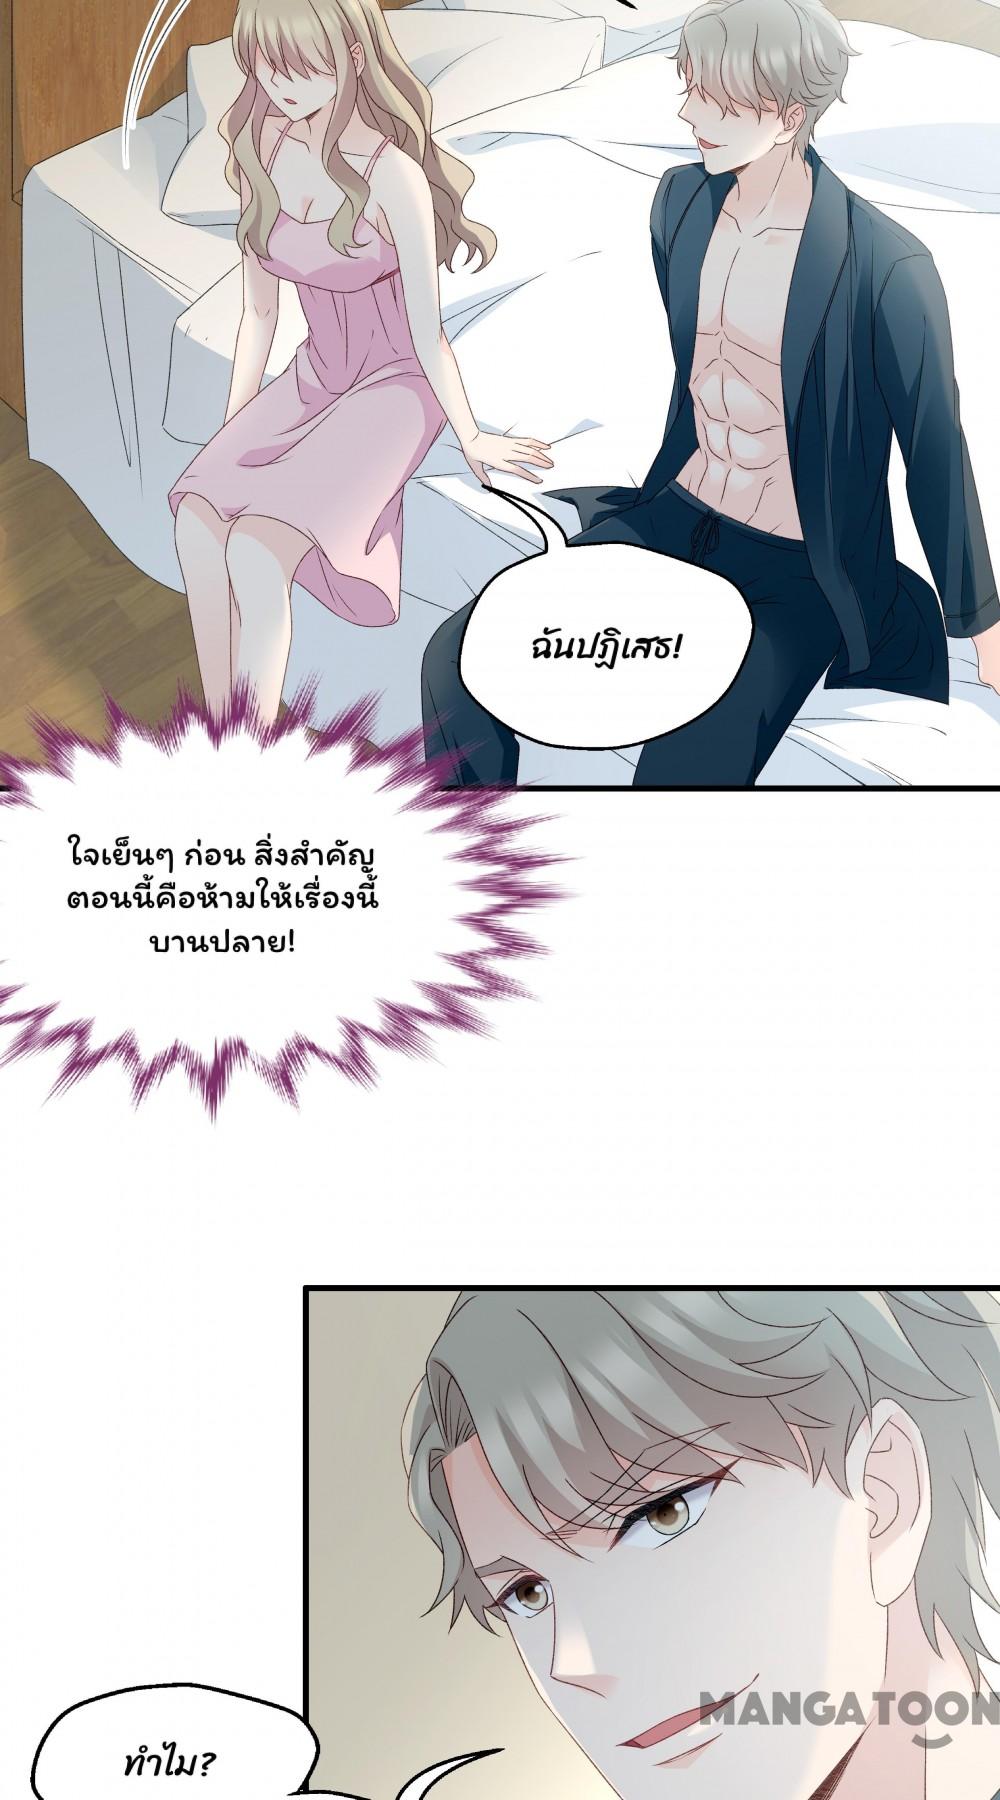 ฉันปฏิเสธ!
ใจเย็นๆ ก่อน สิ่งสำคัญ
ตอนนี้คือห้ามให้เรื่องนี้
บานปลาย!
MANGATOON
ทำไม?